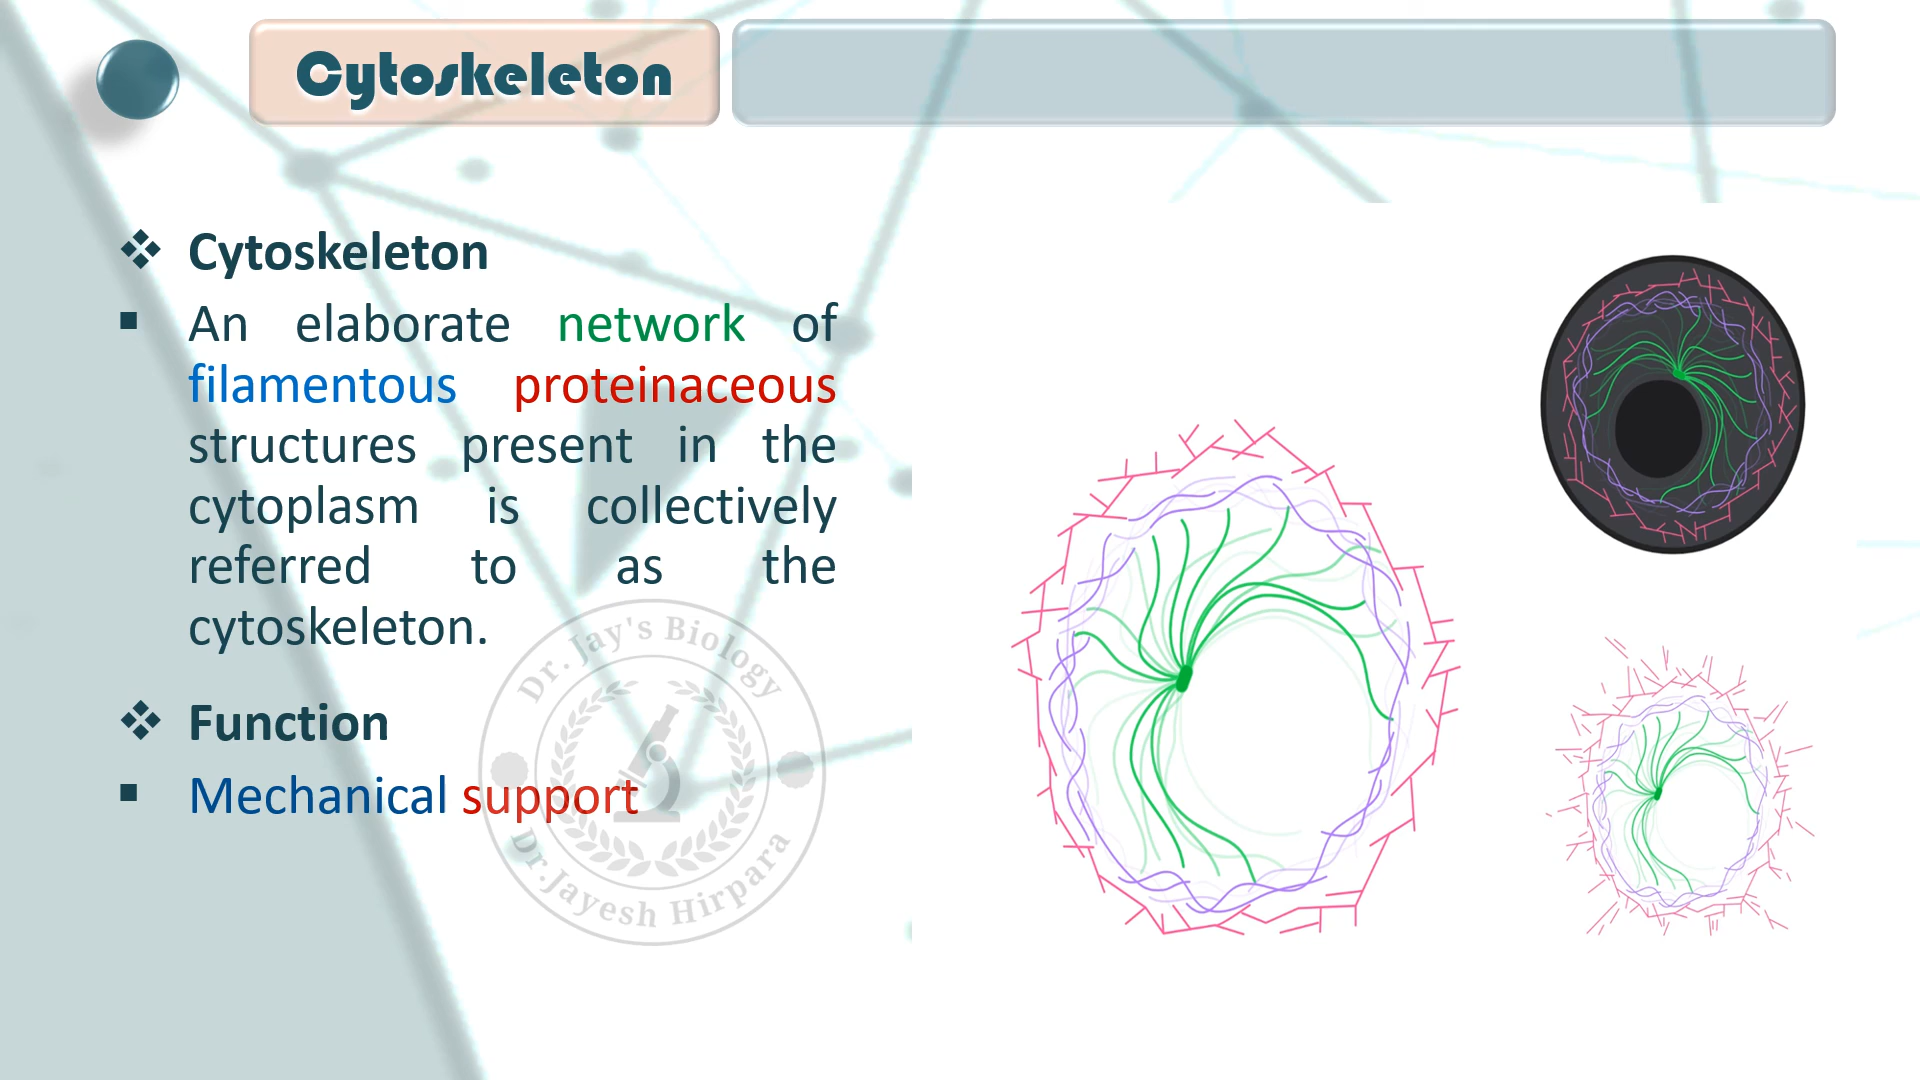 Cytoskeleton
❖ Cytoskeleton
▪ An elaborate network of
filamentous proteinaceous
structures present in the
cytoplasm is collectively
referred to as the
cytoskeleton.
❖ Function
▪ Mechanical support
Dr. Jay's Biology
Dr.Jayesh Hirpara